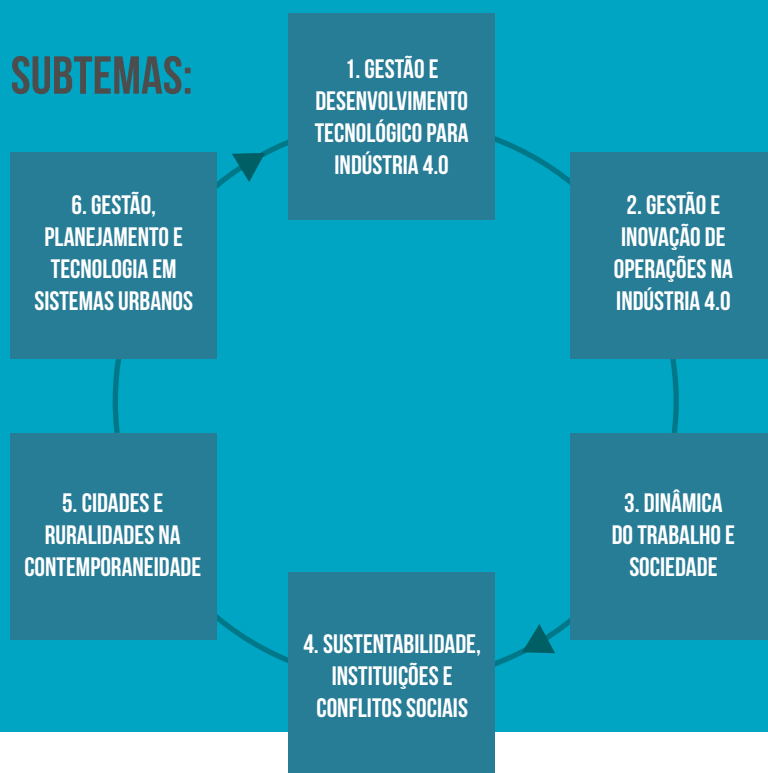 SUBTEMAS:
1. GESTÃO E
DESENVOLVIMENTO
TECNOLÓGICO PARA
INDÚSTRIA 4.0
2. GESTÃO E
INOVAÇÃO DE
OPERAÇÕES NA
INDÚSTRIA 4.0
3. DINÂMICA
DO TRABALHO E
SOCIEDADE
4. SUSTENTABILIDADE,
INSTITUIÇÕES E
CONFLITOS SOCIAIS
5. CIDADES E
RURALIDADES NA
CONTEMPORANEIDADE
6. GESTÃO,
PLANEJAMENTO E
TECNOLOGIA EM
SISTEMAS URBANOS